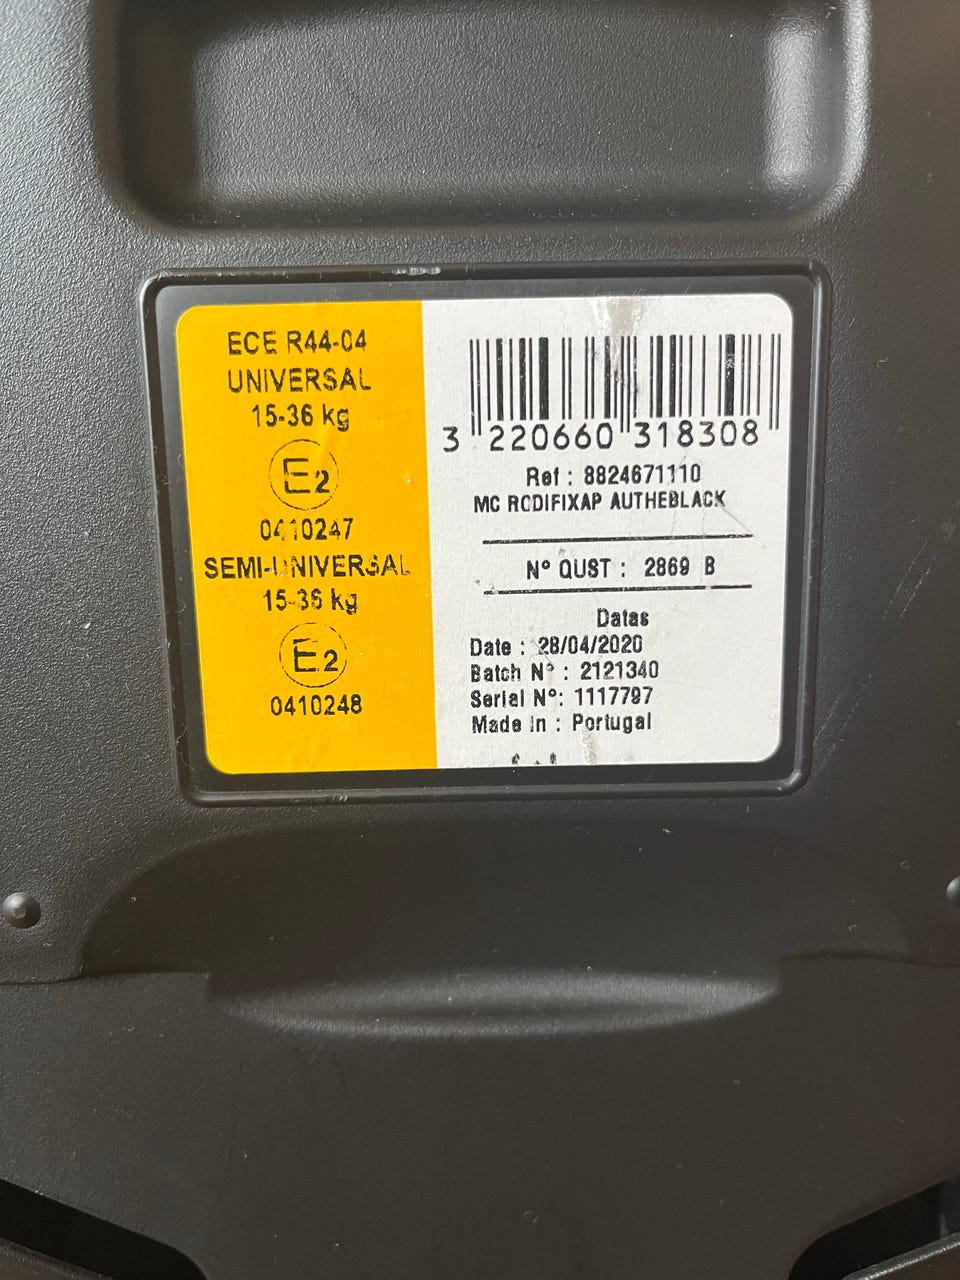 ECE R44-04
UNIVERSAL
15-36 kg
E2
0410247
SEMI-UNIVERSAL
15-36 kg
E2
0410248
3 220660 318308
Ref : 8824671110
MC RODIFIXAP AUTHEBLACK
N° QUST : 2869 B
Datas
Date : 28/04/2020
Batch N° : 2121340
Serial N°: 1117797
Made in : Portugal